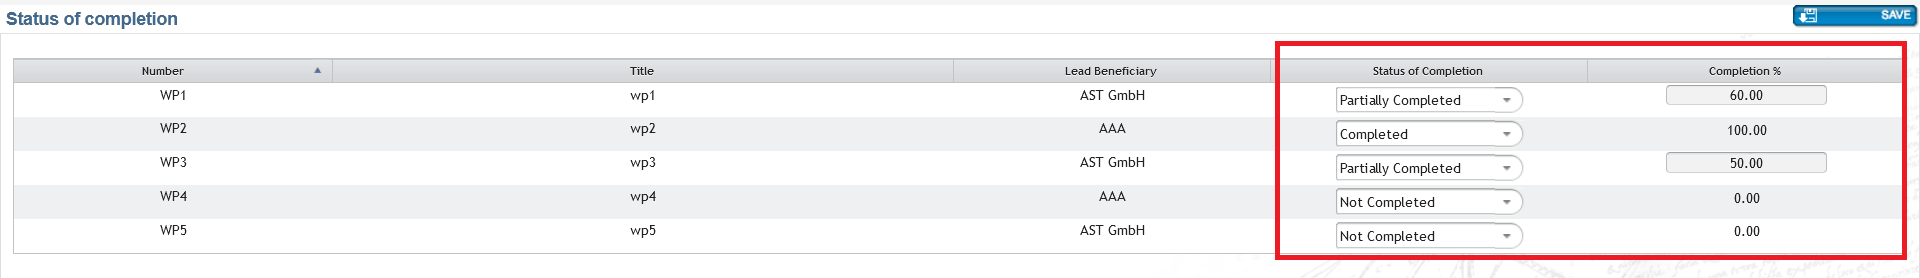 Status of completion SAVE
Number Title Lead Beneficiary Status of Completion Completion %
WP1 wp1 AST GmbH Partially Completed 60.00
WP2 wp2 AAA Completed 100.00
WP3 wp3 AST GmbH Partially Completed 50.00
WP4 wp4 AAA Not Completed 0.00
WP5 wp5 AST GmbH Not Completed 0.00